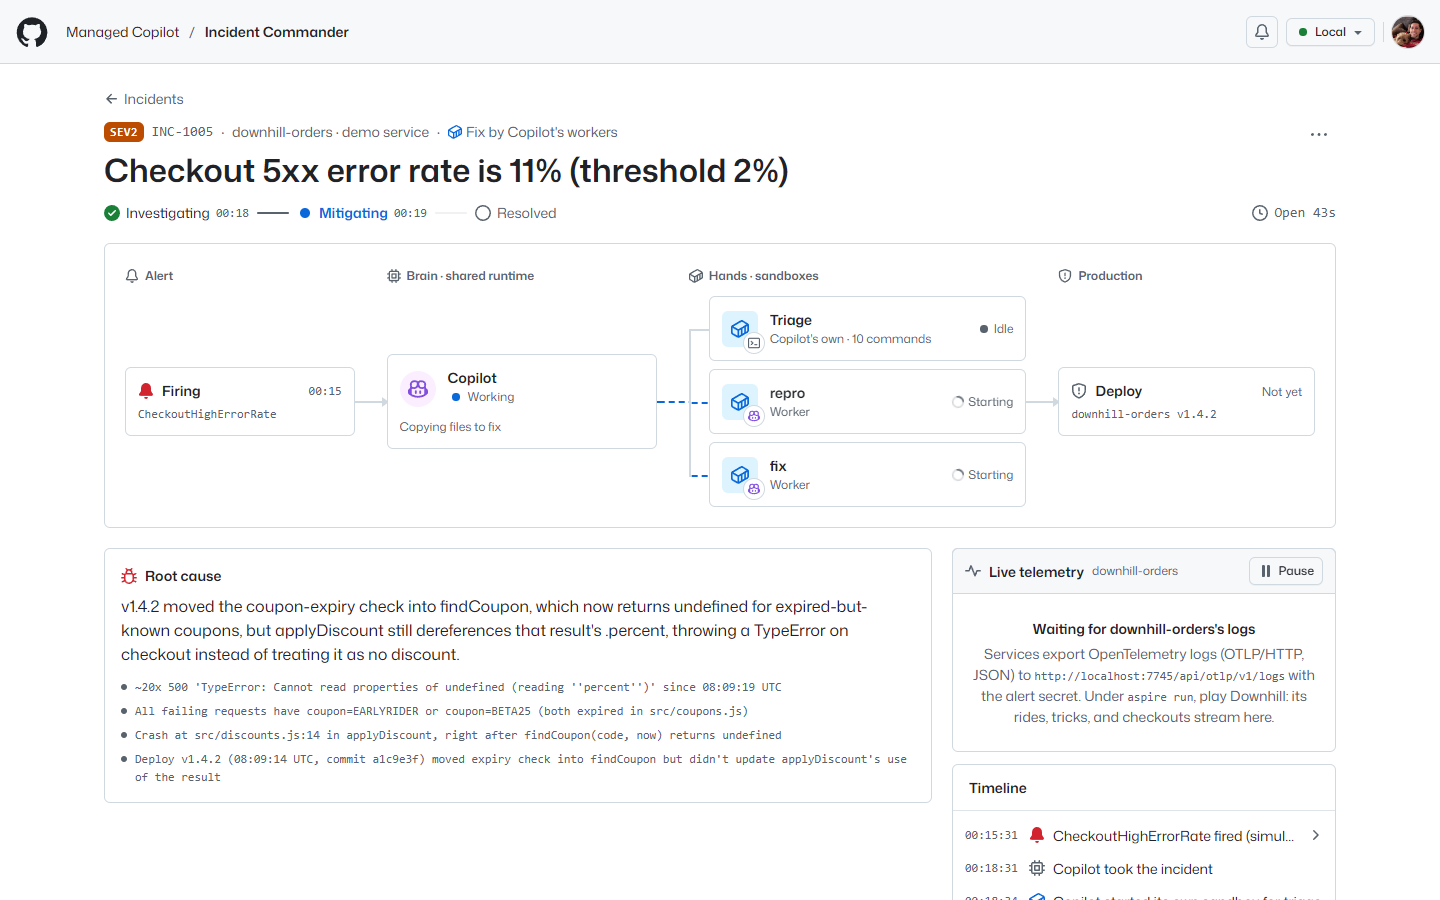 Managed Copilot / Incident Commander
Local
Incidents
SEV2 INC-1005 · downhill-orders · demo service · Fix by Copilot's workers
Checkout 5xx error rate is 11% (threshold 2%)
Investigating 00:18 Mitigating 00:19 Resolved
Open 43s
Alert
Brain · shared runtime
Hands · sandboxes
Production
Firing 00:15
CheckoutHighErrorRate
Copilot
Working
Copying files to fix
Triage
Copilot's own · 10 commands
Idle
repro
Worker
Starting
fix
Worker
Starting
Deploy Not yet
downhill-orders v1.4.2
Root cause
v1.4.2 moved the coupon-expiry check into findCoupon, which now returns undefined for expired-but-
known coupons, but applyDiscount still dereferences that result's .percent, throwing a TypeError on
checkout instead of treating it as no discount.
~20x 500 'TypeError: Cannot read properties of undefined (reading ''percent'')' since 08:09:19 UTC
All failing requests have coupon=EARLYRIDER or coupon=BETA25 (both expired in src/coupons.js)
Crash at src/discounts.js:14 in applyDiscount, right after findCoupon(code, now) returns undefined
Deploy v1.4.2 (08:09:14 UTC, commit a1c9e3f) moved expiry check into findCoupon but didn't update applyDiscount's use
of the result
Live telemetry downhill-orders
Pause
Waiting for downhill-orders's logs
Services export OpenTelemetry logs (OTLP/HTTP,
JSON) to http://localhost:7745/api/otlp/v1/logs with
the alert secret. Under aspire run, play Downhill: its
rides, tricks, and checkouts stream here.
Timeline
00:15:31 CheckoutHighErrorRate fired (simul...
00:18:31 Copilot took the incident
00:18:34 Copilot started its own sandbox for triage